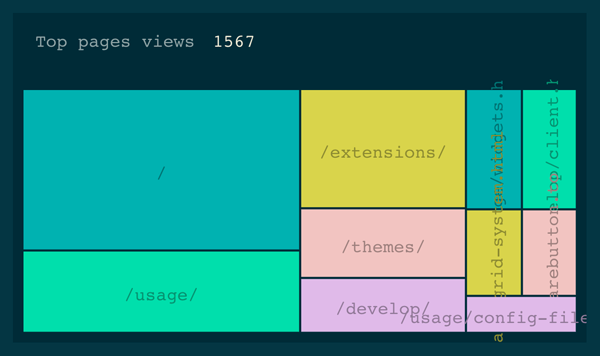 Top pages views 1567
/
/extensions/
/themes/
/usage/
/develop/
/usage/config-file